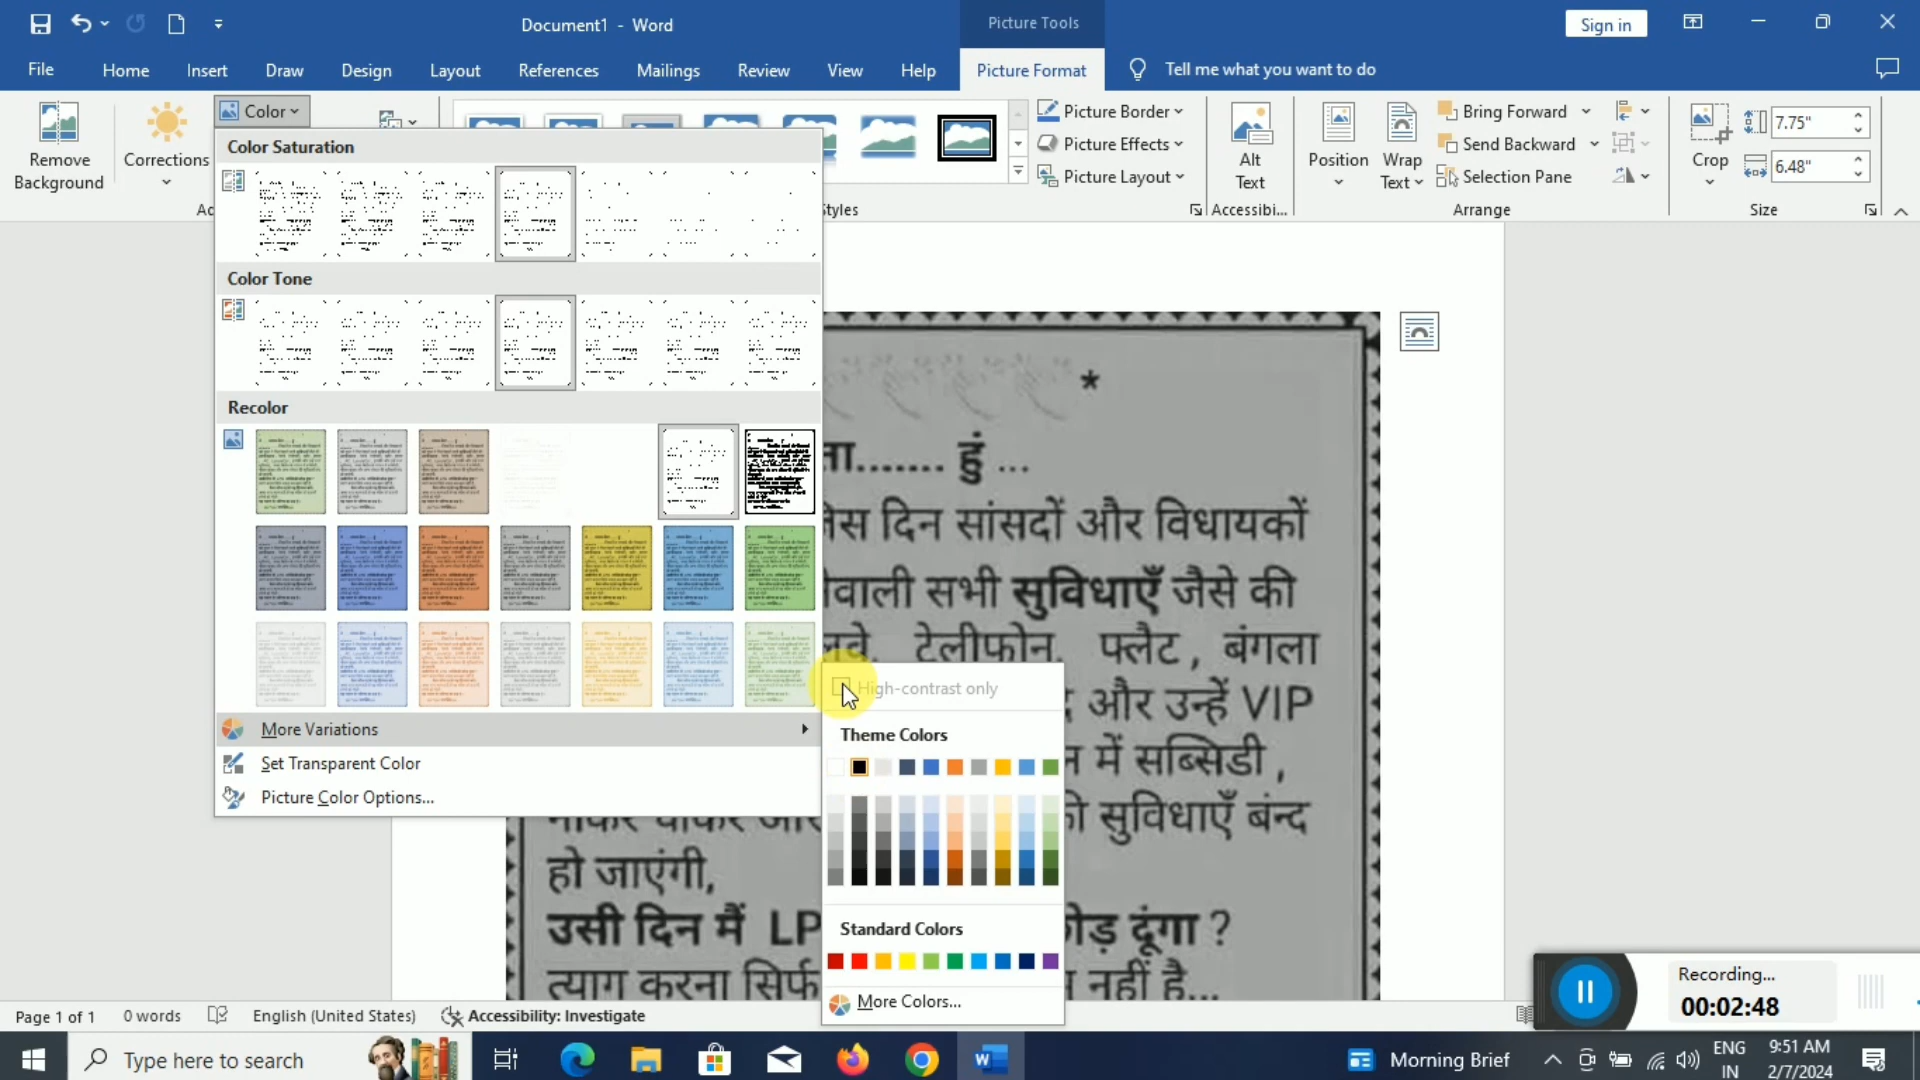 Document1 - Word
Picture Tools
Sign in
File
Home
Insert
Draw
Design
Layout
References
Mailings
Review
View
Help
Picture Format
Tell me what you want to do
Remove
Background
Corrections
Color
Picture Border
Picture Effects
Picture Layout
Alt
Text
Position
Wrap
Text
Bring Forward
Send Backward
Selection Pane
Crop
7.75"
6.48"
Accessibi...
Arrange
Size
Color Saturation
Color Tone
Recolor
More Variations
Set Transparent Color
Picture Color Options...
High-contrast only
Theme Colors
Standard Colors
More Colors...
*
....... हुं ...
दिन सांसदों और विधायकों
सभी सुविधाएँ जैसे की
टेलीफोन, फ्लैट, बंगला
और उन्हें VIP
में सब्सिडी,
सुविधाएँ बंन्द
हो जाएंगी,
उसी दिन मैं दूंगा ?
त्याग करना नहीं है...
Page 1 of 1
0 words
English (United States)
Accessibility: Investigate
Recording...
00:02:48
Type here to search
Morning Brief
ENG
IN
9:51 AM
2/7/2024